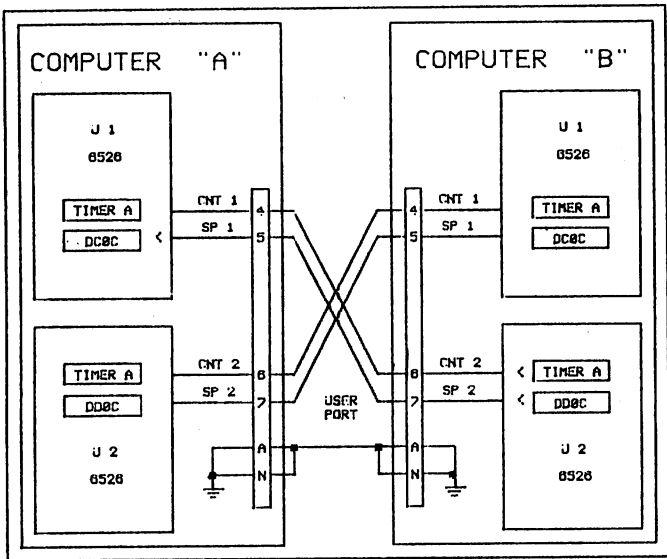 COMPUTER "A"
U 1
6526
TIMER A
DC0C
<
CNT 1
SP 1
4
5
U 2
6526
TIMER A
DD0C
CNT 2
SP 2
6
7
A
N
USER
PORT
COMPUTER "B"
4
5
CNT 1
SP 1
U 1
6526
TIMER A
DC0C
6
7
A
N
CNT 2
SP 2
< TIMER A
< DD0C
U 2
6526